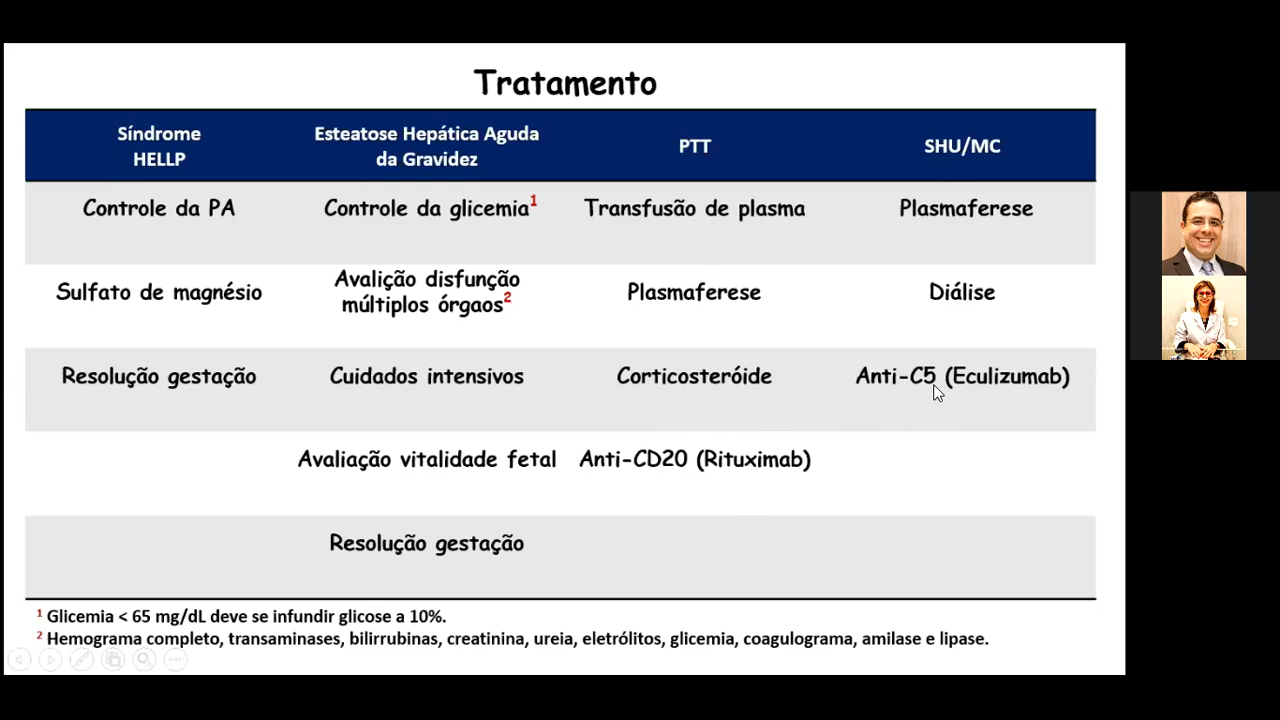 Tratamento
Síndrome
HELLP
Esteatose Hepática Aguda
da Gravidez
PTT
SHU/MC
Controle da PA
Controle da glicemia¹
Transfusão de plasma
Plasmaferese
Sulfato de magnésio
Avalição disfunção
múltiplos órgaos²
Plasmaferese
Diálise
Resolução gestação
Cuidados intensivos
Corticosteróide
Anti-C5 (Eculizumab)
Avaliação vitalidade fetal
Anti-CD20 (Rituximab)
Resolução gestação
¹ Glicemia < 65 mg/dL deve se infundir glicose a 10%.
² Hemograma completo, transaminases, bilirrubinas, creatinina, ureia, eletrólitos, glicemia, coagulograma, amilase e lipase.